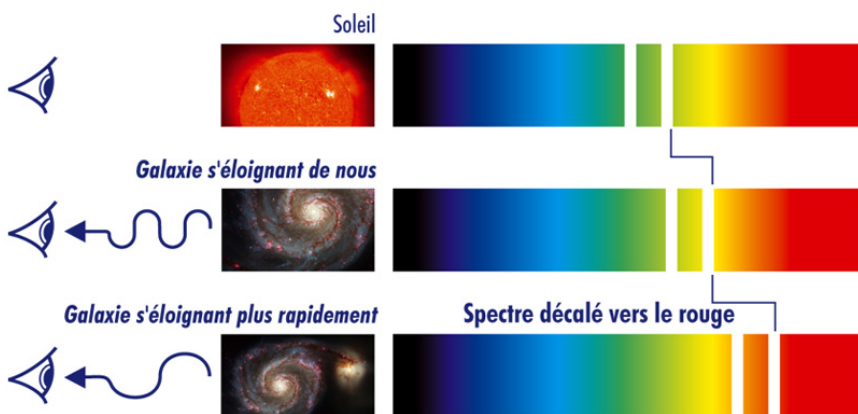 Soleil
Galaxie s'éloignant de nous
Galaxie s'éloignant plus rapidement
Spectre décalé vers le rouge